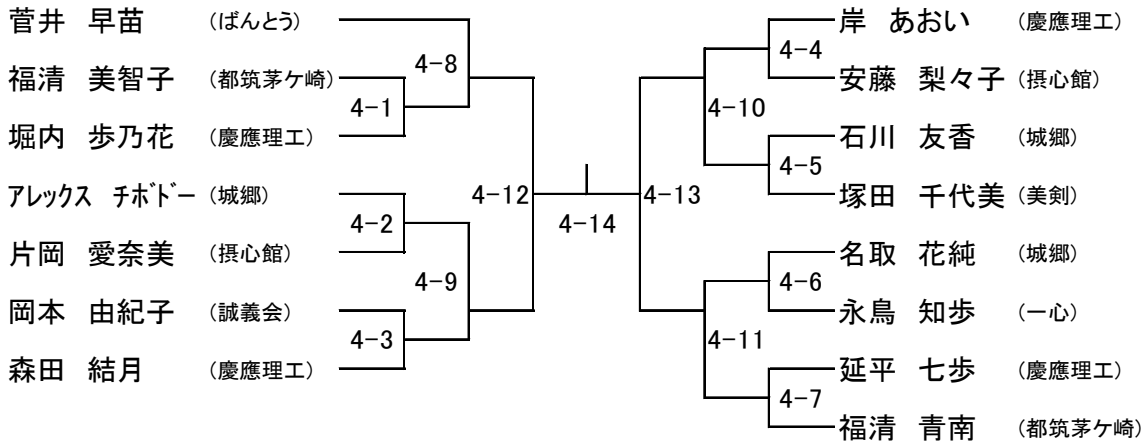 菅井 早苗 (ばんとう)
4-8
福清 美智子 (都筑茅ケ崎)
4-1
堀内 歩乃花 (慶應理工)
4-12
アレックス チボドー (城郷)
4-2
片岡 愛奈美 (摂心館)
4-9
岡本 由紀子 (誠義会)
4-3
森田 結月 (慶應理工)
4-14
岸 あおい (慶應理工)
4-4
安藤 梨々子 (摂心館)
4-10
石川 友香 (城郷)
4-5
塚田 千代美 (美剣)
4-13
名取 花純 (城郷)
4-6
永鳥 知歩 (一心)
4-11
延平 七歩 (慶應理工)
4-7
福清 青南 (都筑茅ケ崎)